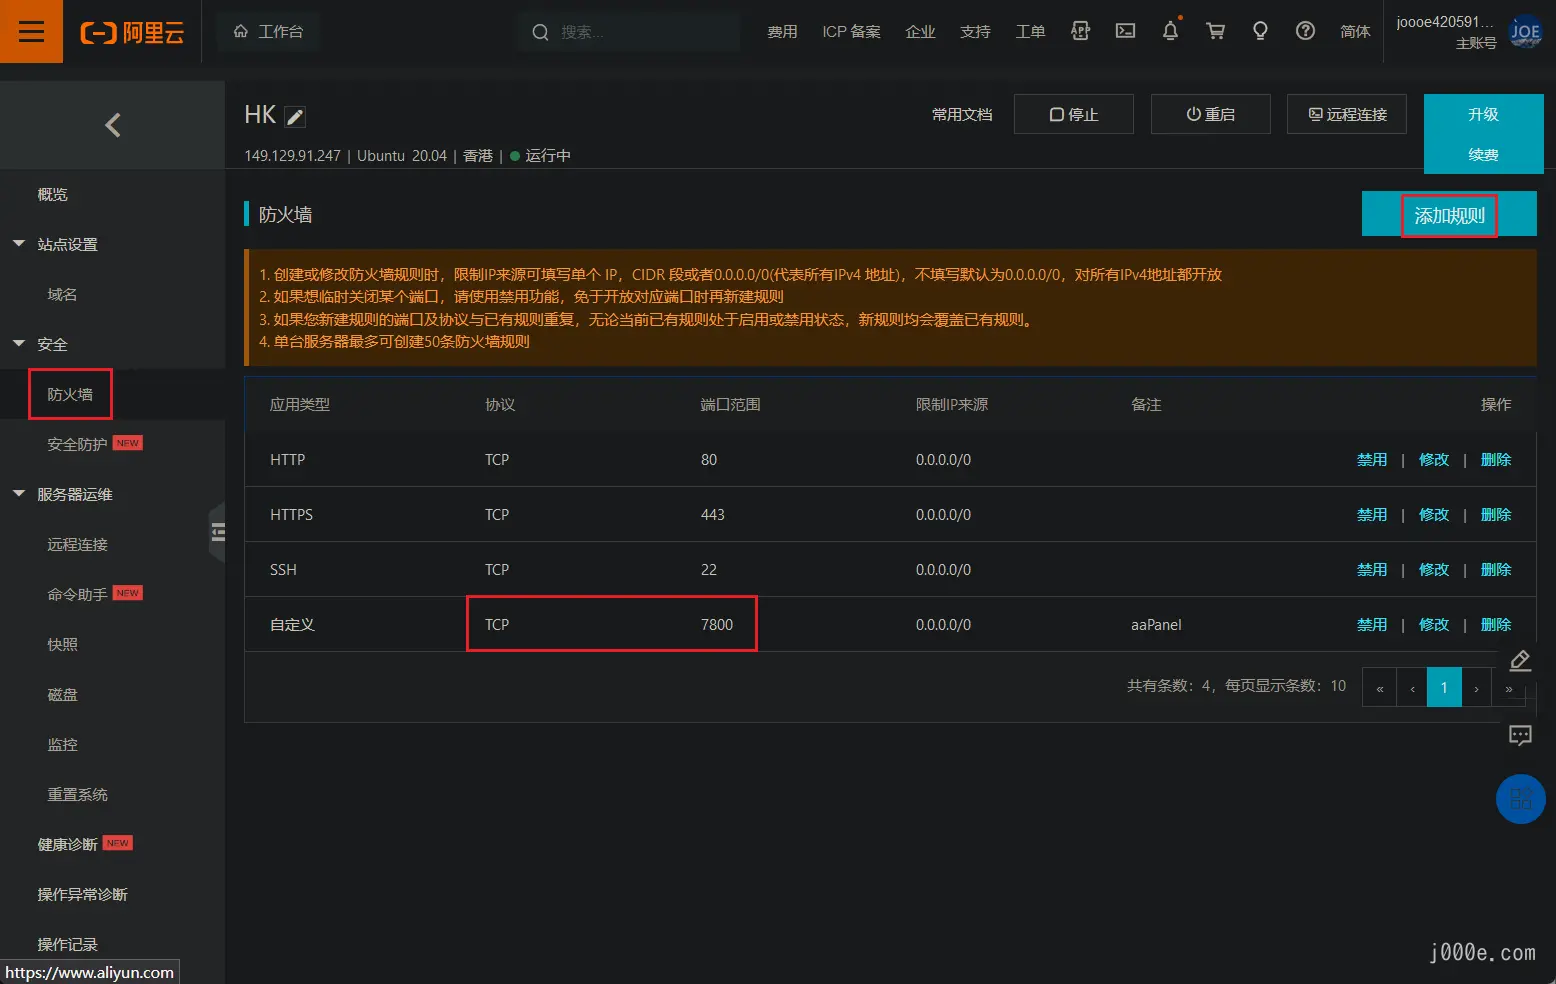 阿里云
工作台
搜索...
费用
ICP 备案
企业
支持
工单
APP
简体
joooe420591...
主账号
JOE
HK
常用文档
停止
重启
远程连接
升级
续费
149.129.91.247 | Ubuntu 20.04 | 香港 | 运行中
概览
站点设置
域名
安全
防火墙
安全防护 NEW
服务器运维
远程连接
命令助手 NEW
快照
磁盘
监控
重置系统
健康诊断 NEW
操作异常诊断
操作记录
https://www.aliyun.com
防火墙
添加规则
1. 创建或修改防火墙规则时，限制IP来源可填写单个 IP，CIDR 段或者0.0.0.0/0(代表所有IPv4 地址)，不填写默认为0.0.0.0/0，对所有IPv4地址都开放
2. 如果想临时关闭某个端口，请使用禁用功能，免于开放对应端口时再新建规则
3. 如果您新建规则的端口及协议与已有规则重复，无论当前已有规则处于启用或禁用状态，新规则均会覆盖已有规则。
4. 单台服务器最多可创建50条防火墙规则
应用类型 协议 端口范围 限制IP来源 备注 操作
HTTP TCP 80 0.0.0.0/0 禁用 | 修改 | 删除
HTTPS TCP 443 0.0.0.0/0 禁用 | 修改 | 删除
SSH TCP 22 0.0.0.0/0 禁用 | 修改 | 删除
自定义 TCP 7800 0.0.0.0/0 aaPanel 禁用 | 修改 | 删除
共有条数：4，每页显示条数：10 « ‹ 1 › »
j000e.com